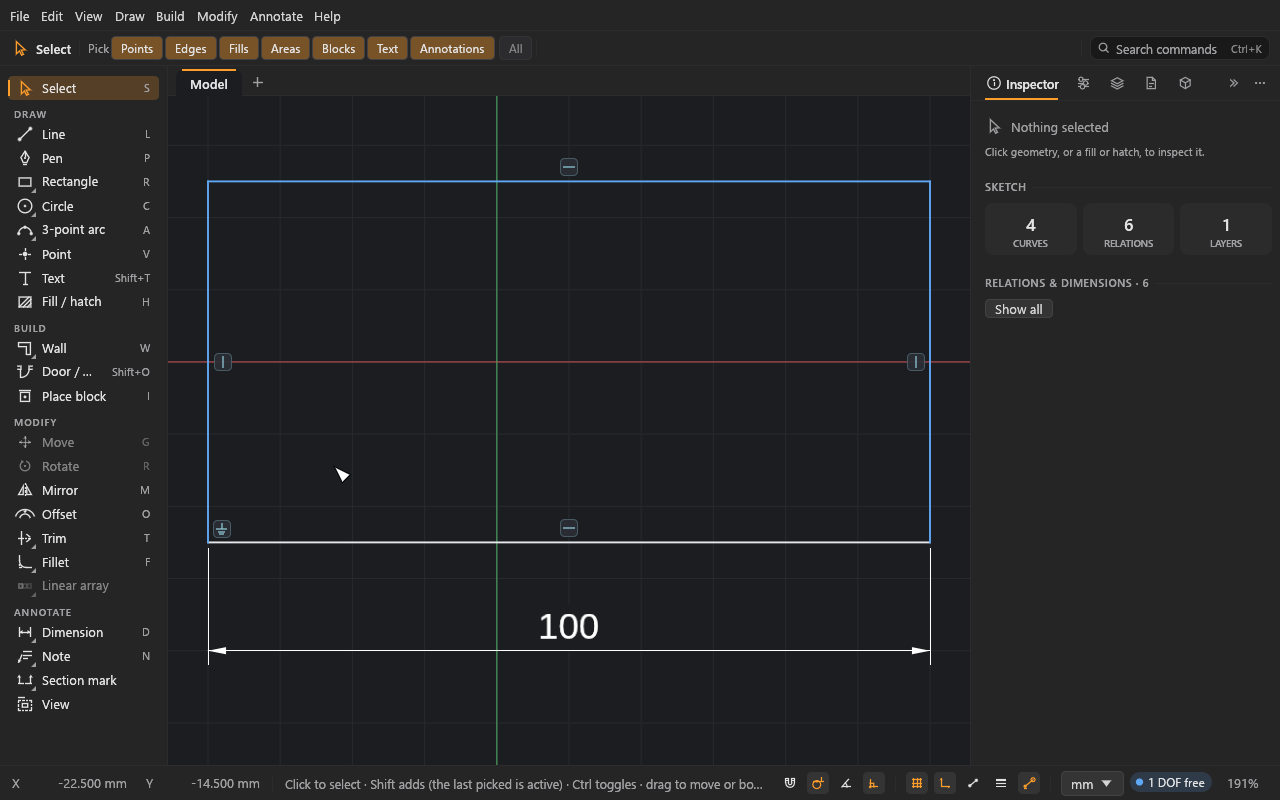 File Edit View Draw Build Modify Annotate Help
Select Pick Points Edges Fills Areas Blocks Text Annotations All Search commands Ctrl+K
Select S
DRAW
Line L
Pen P
Rectangle R
Circle C
3-point arc A
Point V
Text Shift+T
Fill / hatch H
BUILD
Wall W
Door / ... Shift+O
Place block I
MODIFY
Move G
Rotate R
Mirror M
Offset O
Trim T
Fillet F
Linear array
ANNOTATE
Dimension D
Note N
Section mark
View
Model
100
Inspector
Nothing selected
Click geometry, or a fill or hatch, to inspect it.
SKETCH
4 6 1
CURVES RELATIONS LAYERS
RELATIONS & DIMENSIONS · 6
Show all
X -22.500 mm Y -14.500 mm Click to select · Shift adds (the last picked is active) · Ctrl toggles · drag to move or bo... mm 1 DOF free 191%